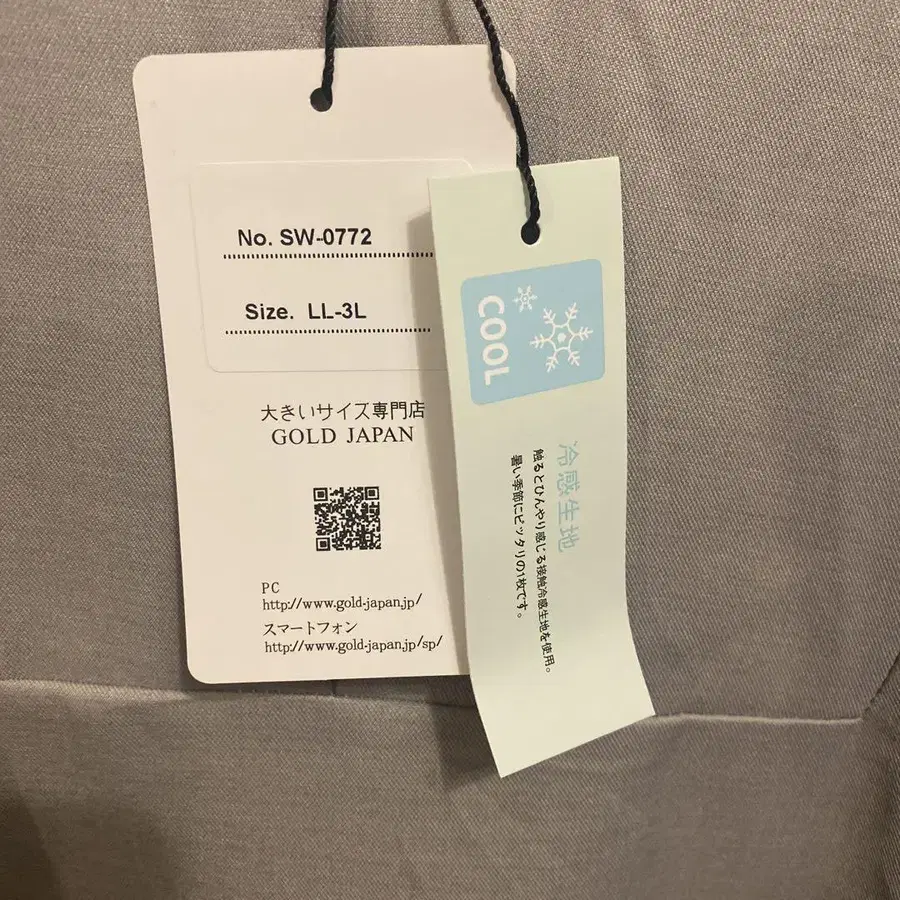 No. SW-0772
Size. LL-3L
大きいサイズ専門店
GOLD JAPAN
PC
http://www.gold-japan.jp/
スマートフォン
http://www.gold-japan.jp/sp/
COOL
冷感生地
触るとひんやり感じる接触冷感生地を使用。
暑い季節にピッタリの1枚です。